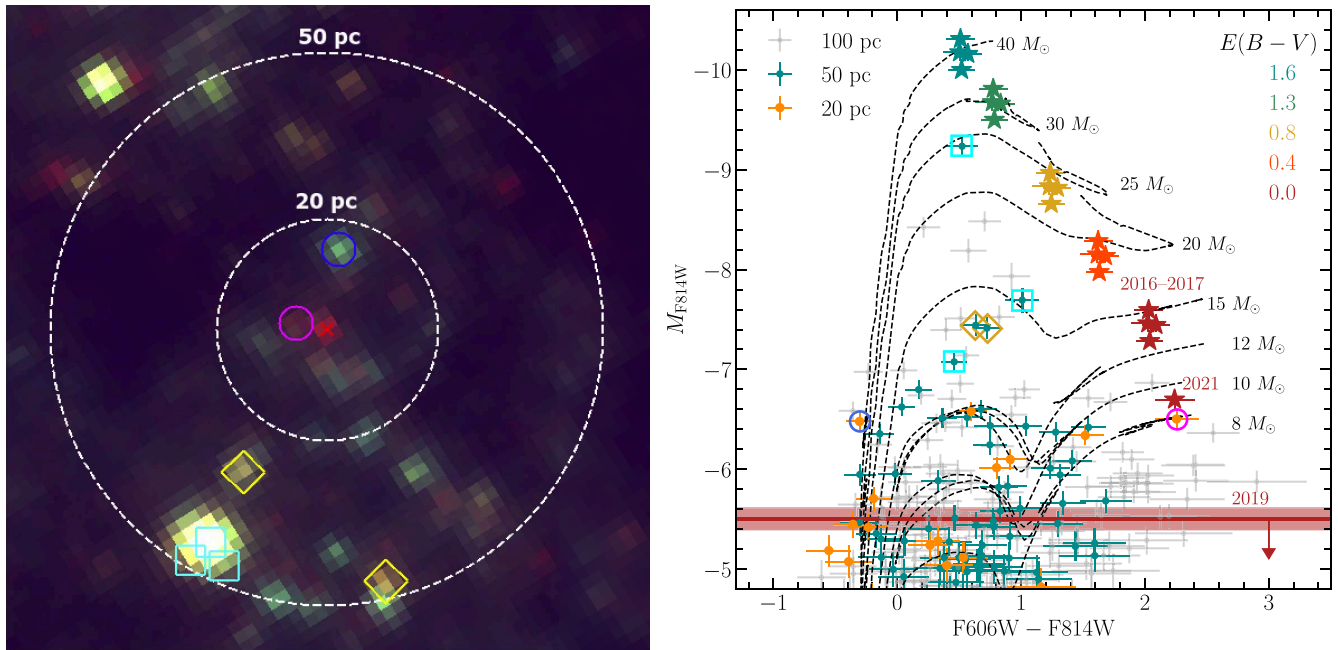 50 pc
20 pc
100 pc
50 pc
20 pc
E(B − V)
1.6
1.3
0.8
0.4
0.0
40 M⊙
30 M⊙
25 M⊙
20 M⊙
2016–2017
15 M⊙
12 M⊙
2021
10 M⊙
8 M⊙
2019
−10
−9
−8
−7
−6
−5
M_F814W
−1
0
1
2
3
F606W − F814W